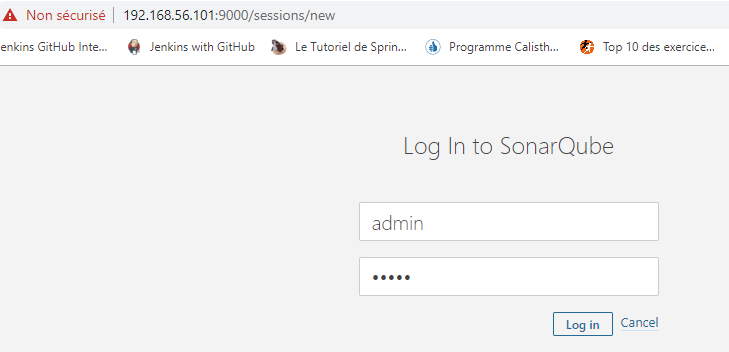 Non sécurisé 192.168.56.101:9000/sessions/new
enkins GitHub Inte... Jenkins with GitHub Le Tutoriel de Sprin... Programme Calisth... Top 10 des exercice...
Log In to SonarQube
admin
•••••
Log in Cancel